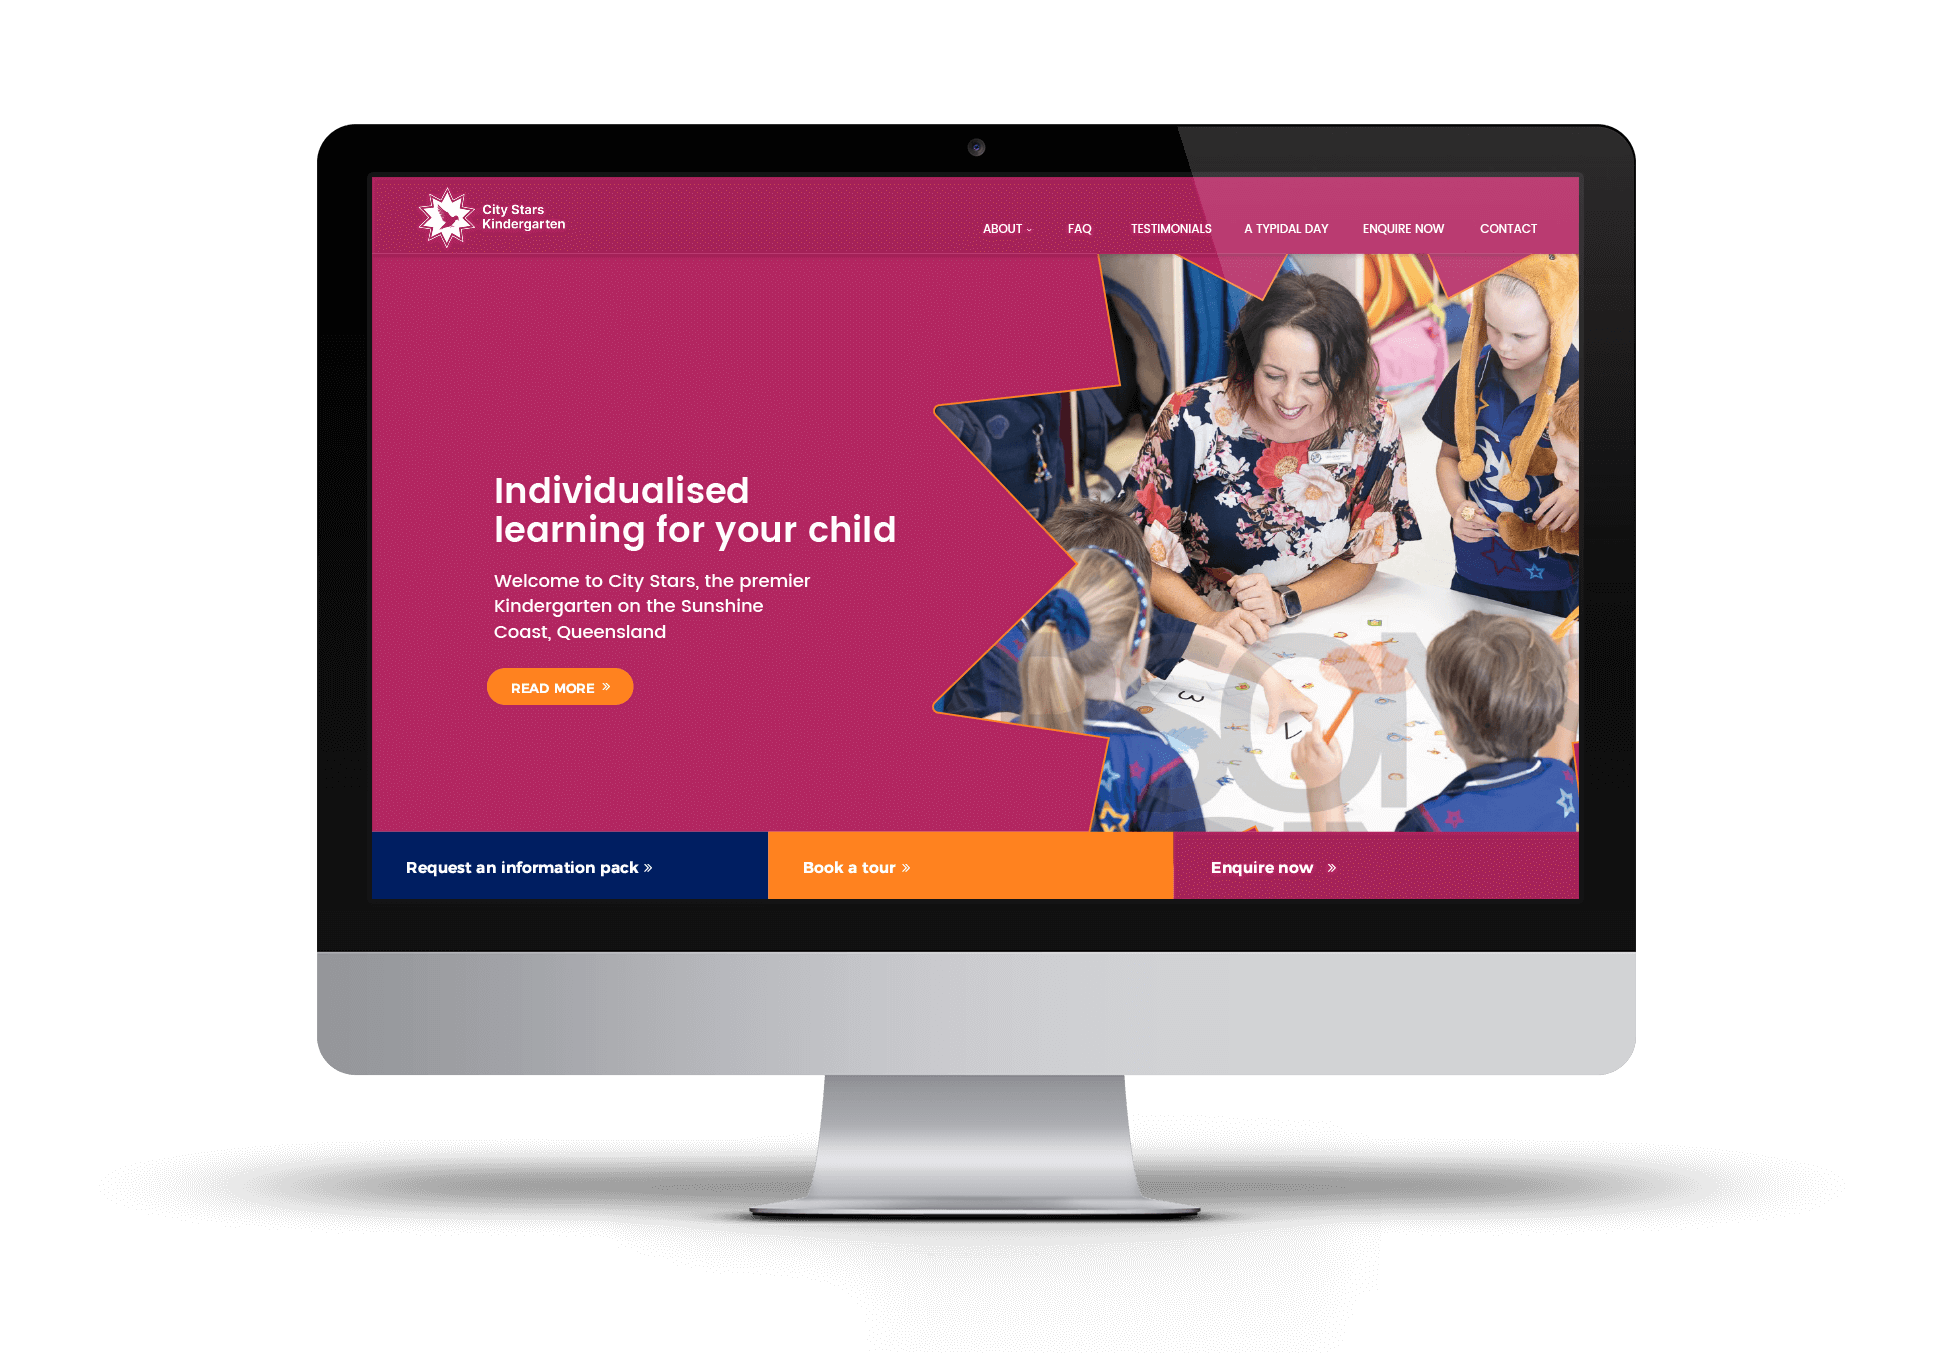 City Stars
Kindergarten
ABOUT
FAQ
TESTIMONIALS
A TYPIDAL DAY
ENQUIRE NOW
CONTACT
Individualised
learning for your child
Welcome to City Stars, the premier
Kindergarten on the Sunshine
Coast, Queensland
READ MORE »
3
Request an information pack »
Book a tour »
Enquire now »